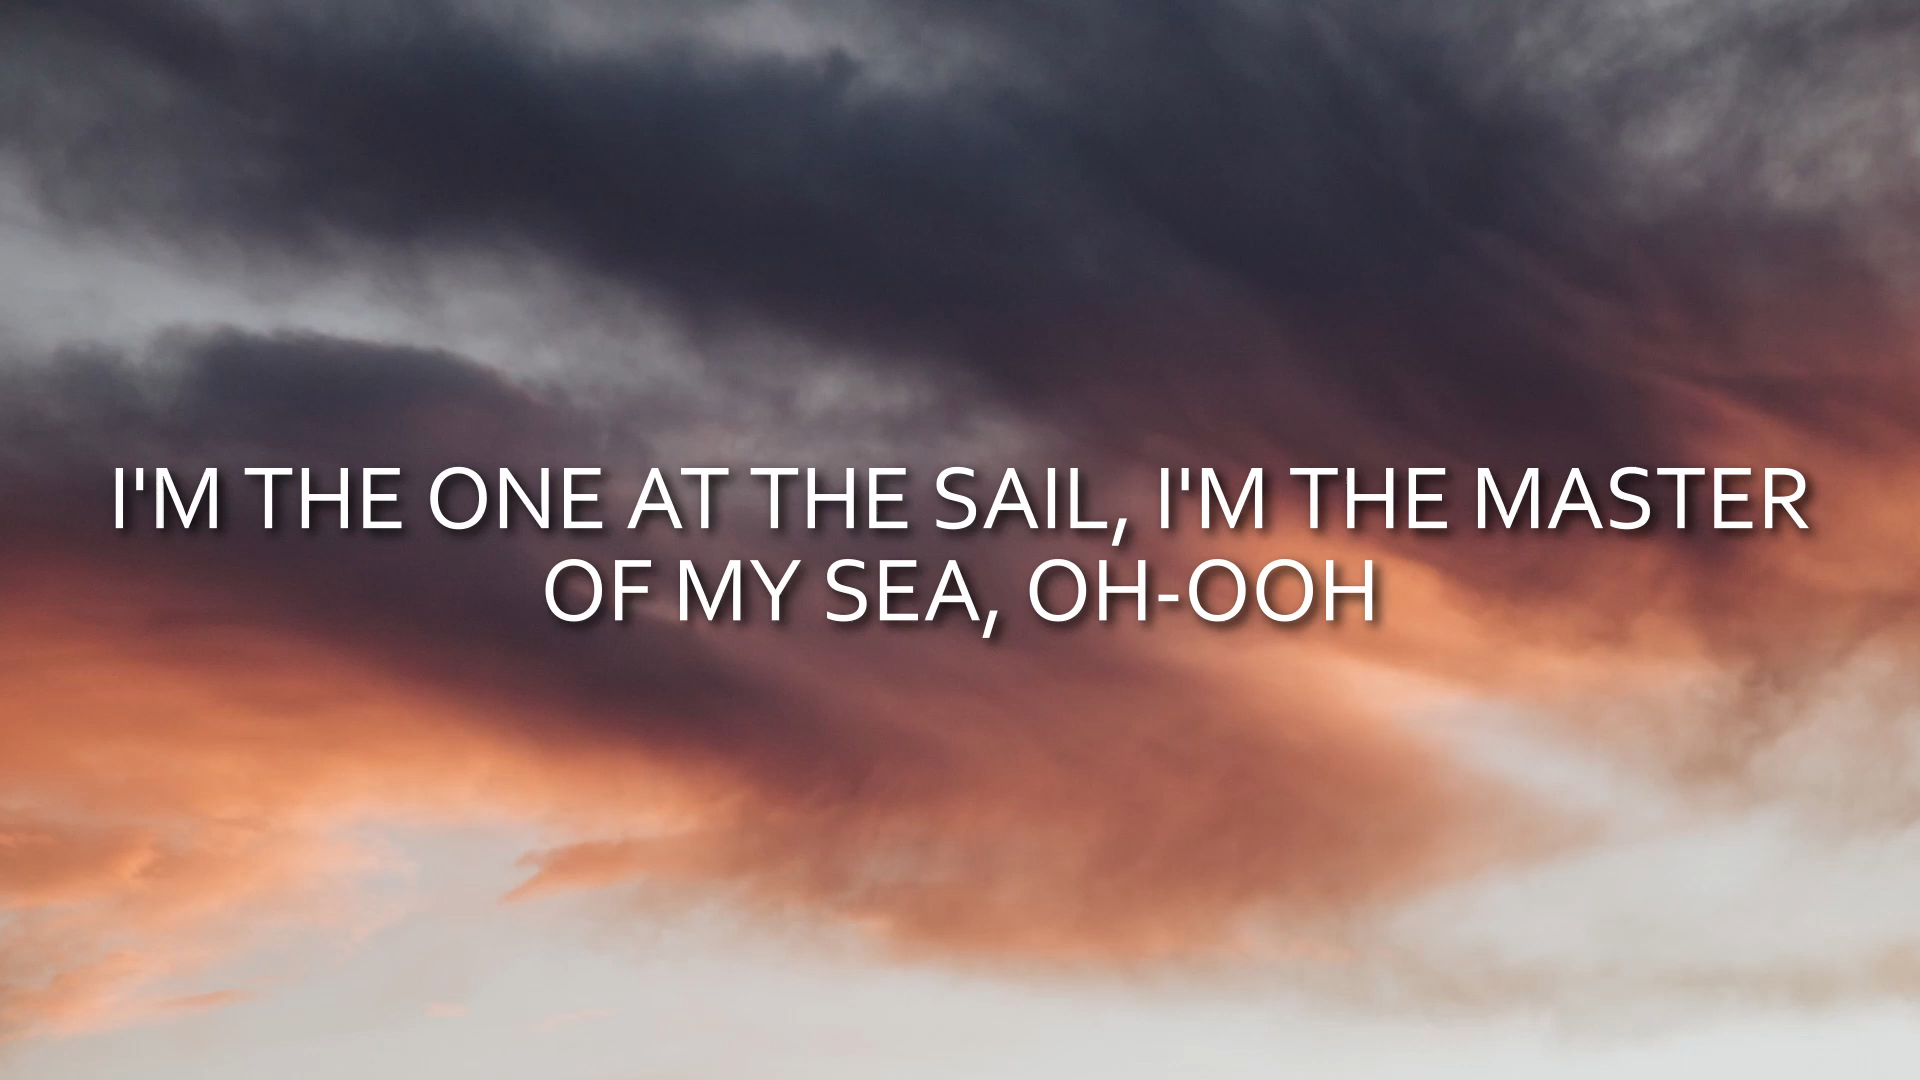 I'M THE ONE AT THE SAIL, I'M THE MASTER
OF MY SEA, OH-OOH